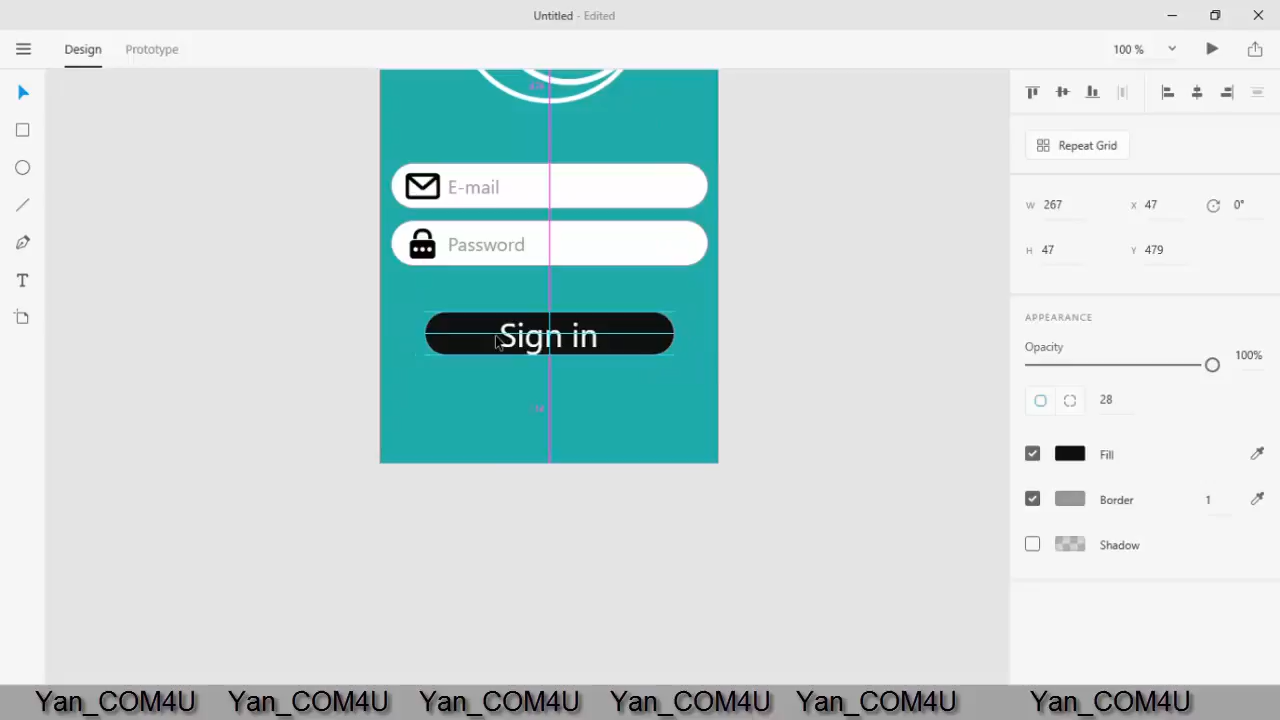 Untitled - Edited
Design Prototype 100 %
Repeat Grid
W 267 X 47 0°
H 47 Y 479
APPEARANCE
Opacity
100%
28
Fill
Border 1
Shadow
E-mail
Password
Sign in
Yan_COM4U Yan_COM4U Yan_COM4U Yan_COM4U Yan_COM4U Yan_COM4U